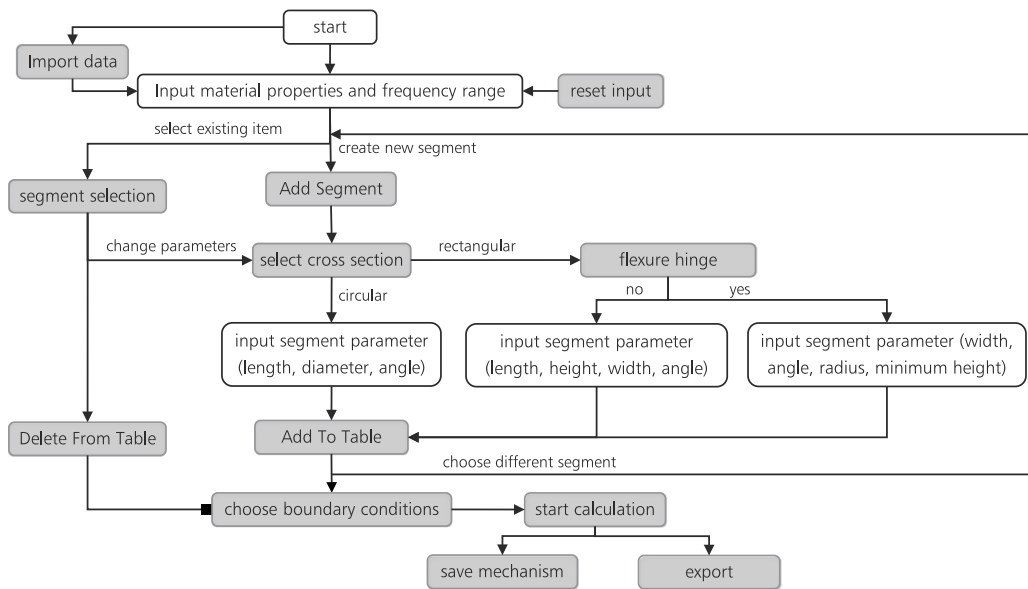 start
Import data
Input material properties and frequency range
reset input
select existing item
create new segment
segment selection
Add Segment
change parameters
select cross section
rectangular
flexure hinge
circular
no
yes
input segment parameter
(length, diameter, angle)
input segment parameter
(length, height, width, angle)
input segment parameter (width,
angle, radius, minimum height)
Delete From Table
Add To Table
choose different segment
choose boundary conditions
start calculation
save mechanism
export